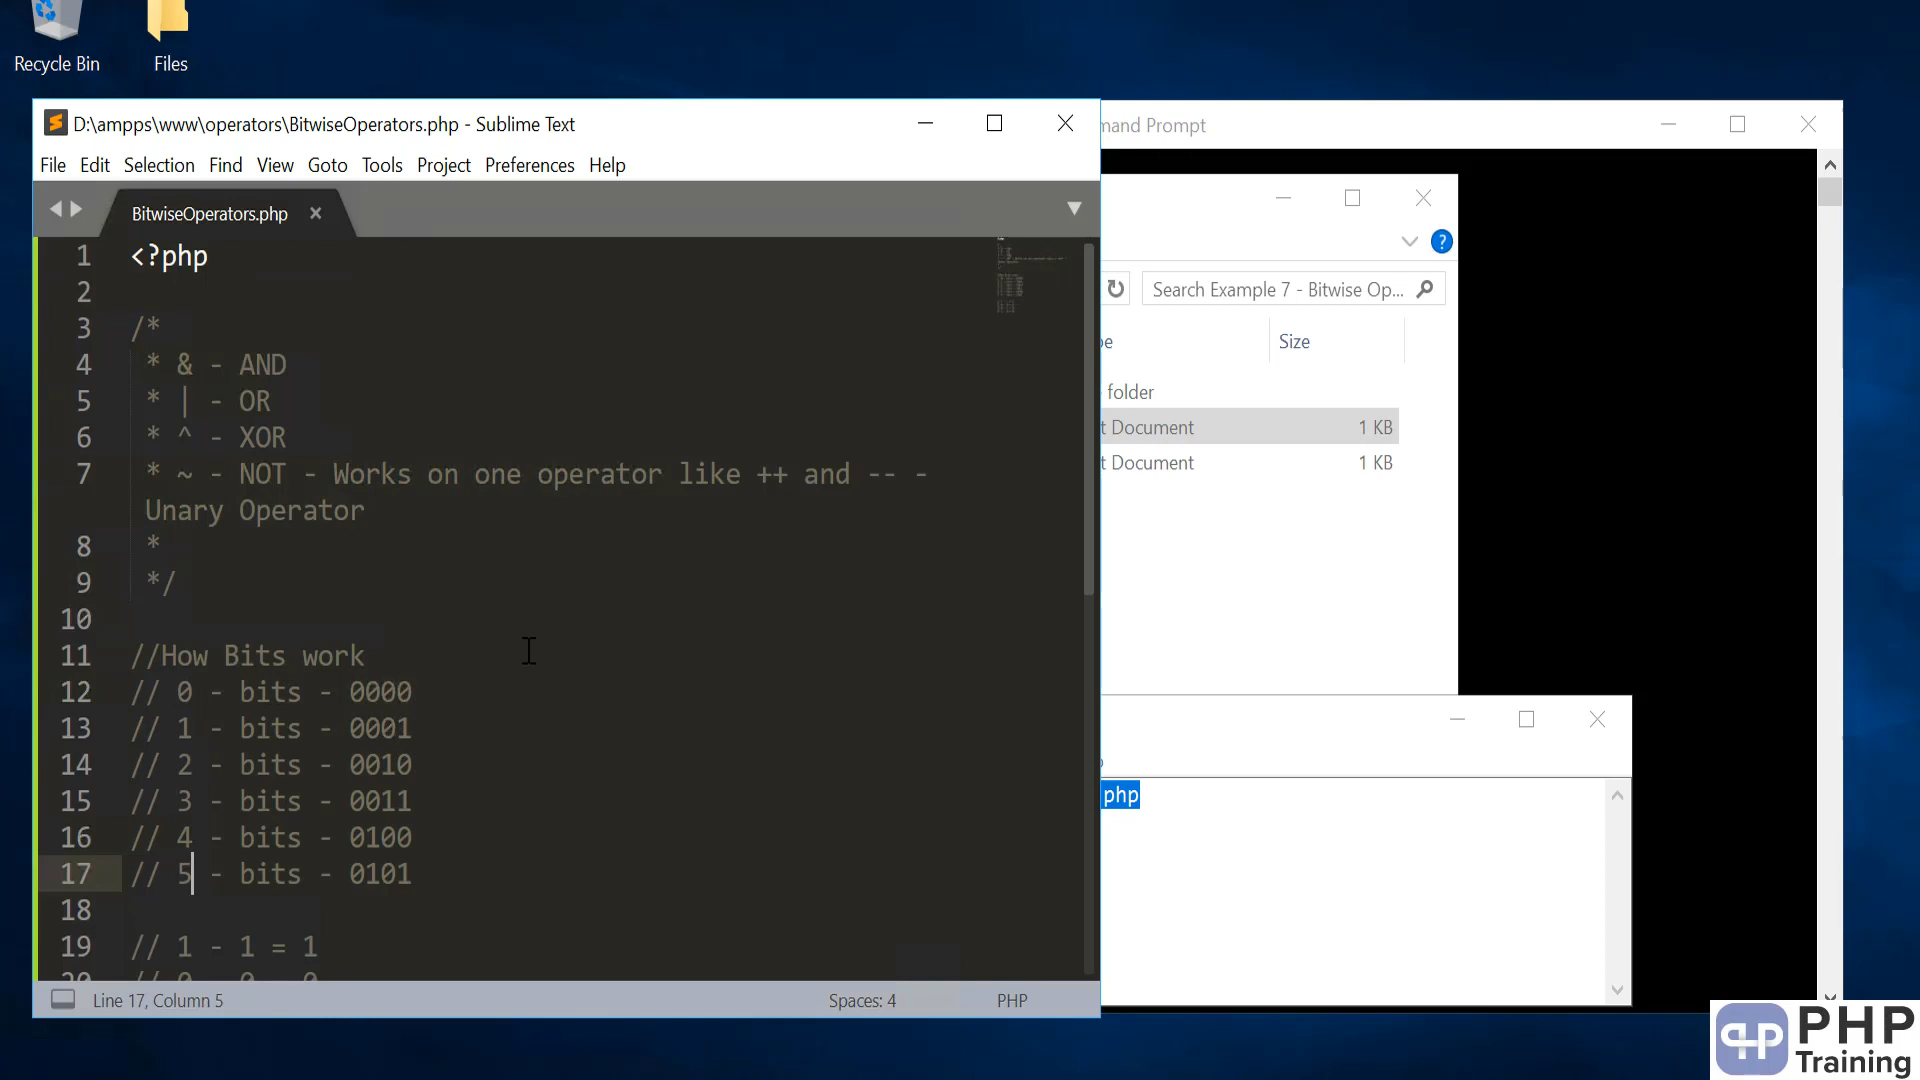 Recycle Bin
Files
D:\ampps\www\operators\BitwiseOperators.php - Sublime Text
File Edit Selection Find View Goto Tools Project Preferences Help
BitwiseOperators.php
1 <?php
2
3 /*
4 * & - AND
5 * | - OR
6 * ^ - XOR
7 * ~ - NOT - Works on one operator like ++ and -- -
Unary Operator
8 *
9 */
10
11 //How Bits work
12 // 0 - bits - 0000
13 // 1 - bits - 0001
14 // 2 - bits - 0010
15 // 3 - bits - 0011
16 // 4 - bits - 0100
17 // 5 - bits - 0101
18
19 // 1 - 1 = 1
Line 17, Column 5
Spaces: 4
PHP
mand Prompt
Search Example 7 - Bitwise Op...
Size
folder
t Document 1 KB
t Document 1 KB
php
PHP
Training